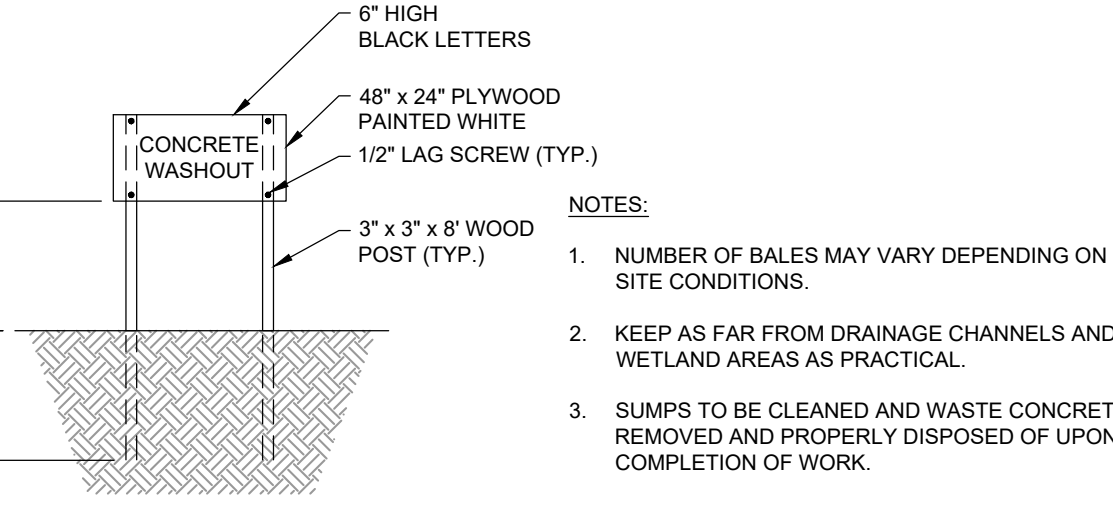 6" HIGH
BLACK LETTERS
48" x 24" PLYWOOD
PAINTED WHITE
1/2" LAG SCREW (TYP.)
3" x 3" x 8' WOOD
POST (TYP.)
CONCRETE
WASHOUT
NOTES:
1. NUMBER OF BALES MAY VARY DEPENDING ON
SITE CONDITIONS.
2. KEEP AS FAR FROM DRAINAGE CHANNELS AND
WETLAND AREAS AS PRACTICAL.
3. SUMPS TO BE CLEANED AND WASTE CONCRET
REMOVED AND PROPERLY DISPOSED OF UPON
COMPLETION OF WORK.